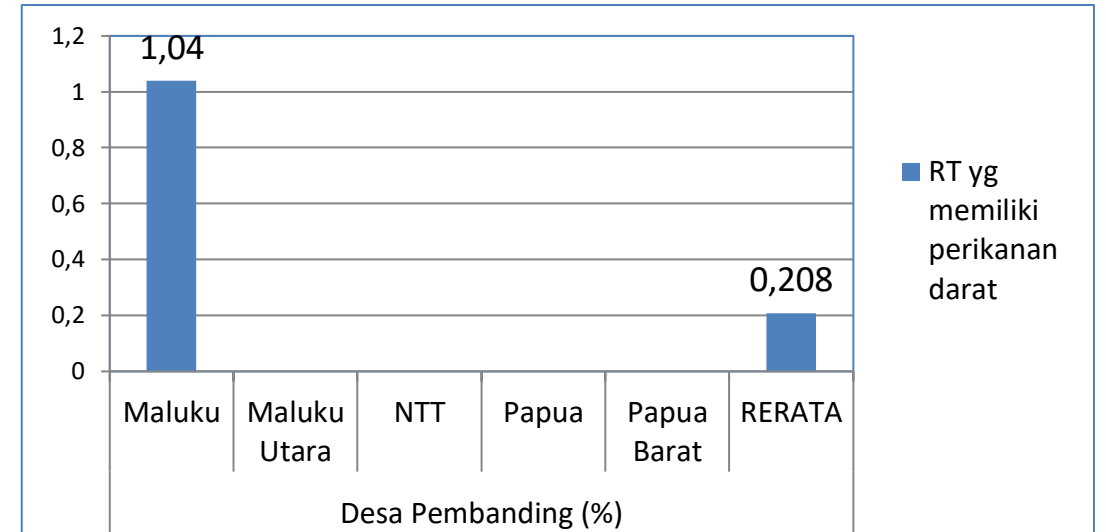 1,2
1
0,8
0,6
0,4
0,2
0
1,04
0,208
Maluku
Maluku
Utara
NTT
Papua
Papua
Barat
RERATA
Desa Pembanding (%)
RT yg
memiliki
perikanan
darat